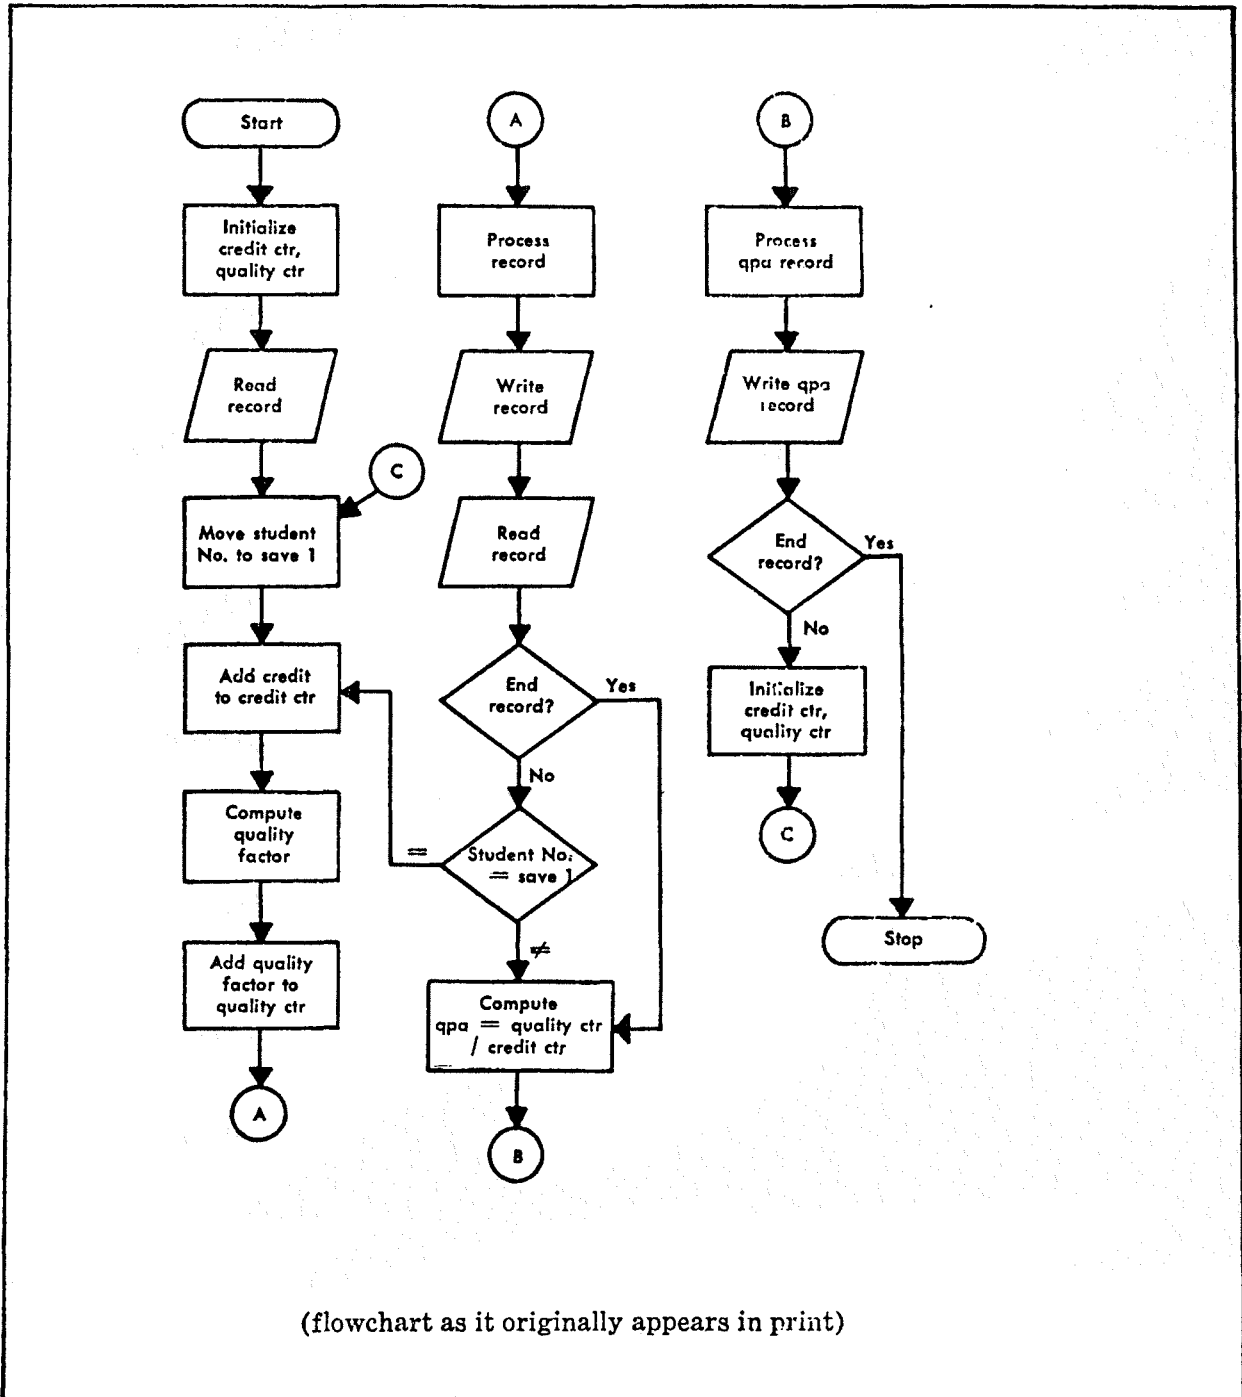 Start
Initialize
credit ctr,
quality ctr
Read
record
C
Move student
No. to save 1
Add credit
to credit ctr
Compute
quality
factor
Add quality
factor to
quality ctr
A
A
Process
record
Write
record
Read
record
End
record?
Yes
No
Student No.
= save 1
=
≠
Compute
qpa = quality ctr
/ credit ctr
B
B
Process
qpa record
Write qpa
record
End
record?
Yes
No
Initialize
credit ctr,
quality ctr
C
Stop
(flowchart as it originally appears in print)